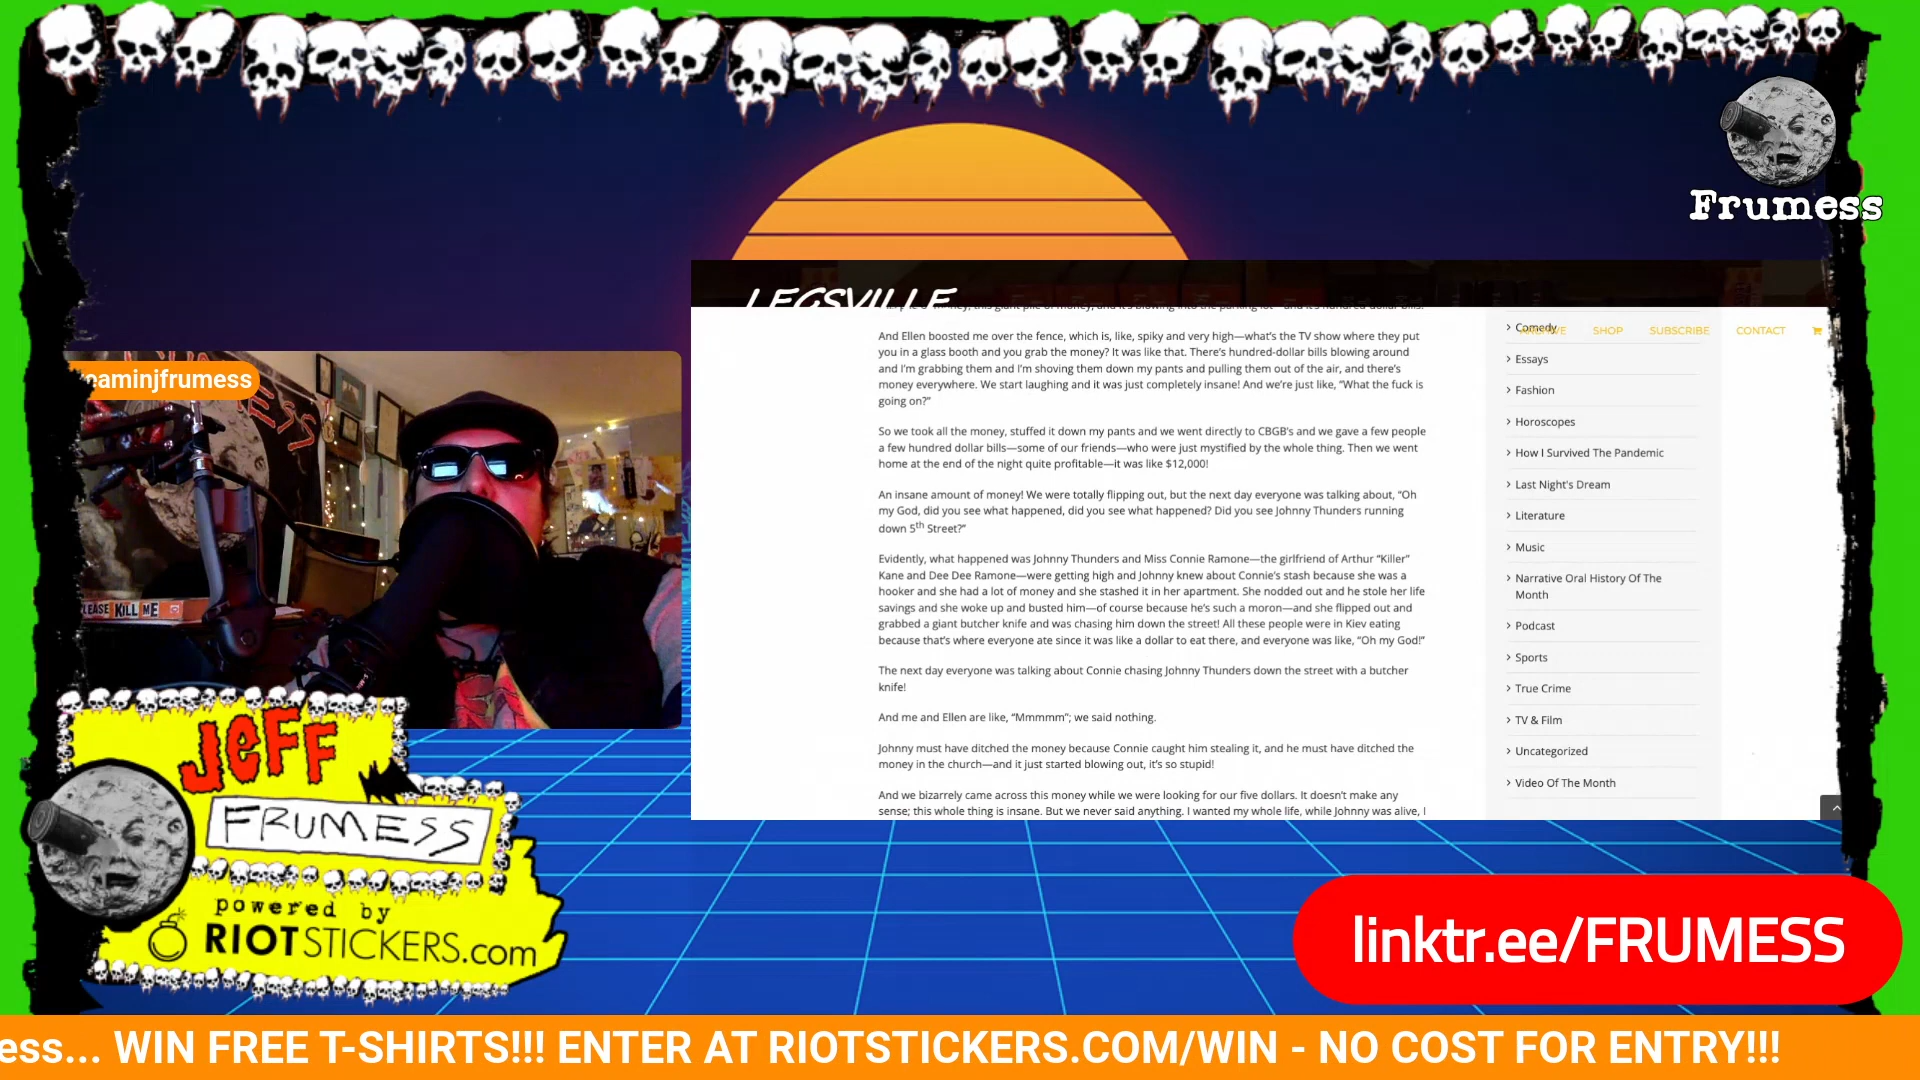 Frumess
LEGSVILLE
And Ellen boosted me over the fence, which is, like, spiky and very high—what's the TV show where they put
you in a glass booth and you grab the money? It was like that. There's hundred-dollar bills blowing around
and I'm grabbing them and I'm shoving them down my pants and pulling them out of the air, and there's
money everywhere. We start laughing and it was just completely insane! And we're just like, "What the fuck is
going on?"
So we took all the money, stuffed it down my pants and we went directly to CBGB's and we gave a few people
a few hundred dollar bills—some of our friends—who were just mystified by the whole thing. Then we went
home at the end of the night quite profitable—it was like $12,000!
An insane amount of money! We were totally flipping out, but the next day everyone was talking about, "Oh
my God, did you see what happened, did you see what happened? Did you see Johnny Thunders running
down 5th Street?"
Evidently, what happened was Johnny Thunders and Miss Connie Ramone—the girlfriend of Arthur "Killer"
Kane and Dee Dee Ramone—were getting high and Johnny knew about Connie's stash because she was a
hooker and she had a lot of money and she stashed it in her apartment. She nodded out and he stole her life
savings and she woke up and busted him—of course because he's such a moron—and she flipped out and
grabbed a giant butcher knife and was chasing him down the street! All these people were in Kiev eating
because that's where everyone ate since it was like a dollar to eat there, and everyone was like, "Oh my God!"
The next day everyone was talking about Connie chasing Johnny Thunders down the street with a butcher
knife!
And me and Ellen are like, "Mmmmm"; we said nothing.
Johnny must have ditched the money because Connie caught him stealing it, and he must have ditched the
money in the church—and it just started blowing out, it's so stupid!
And we bizarrely came across this money while we were looking for our five dollars. It doesn't make any
sense; this whole thing is insane. But we never said anything. I wanted my whole life, while Johnny was alive, I
Comedy
SHOP
SUBSCRIBE
CONTACT
Essays
Fashion
Horoscopes
How I Survived The Pandemic
Last Night's Dream
Literature
Music
Narrative Oral History Of The
Month
Podcast
Sports
True Crime
TV & Film
Uncategorized
Video Of The Month
eaminjfrumess
LEASE KILL ME
JeFF
FRUMESS
powered by
RIOTSTICKERS.com
linktr.ee/FRUMESS
ess... WIN FREE T-SHIRTS!!! ENTER AT RIOTSTICKERS.COM/WIN - NO COST FOR ENTRY!!!